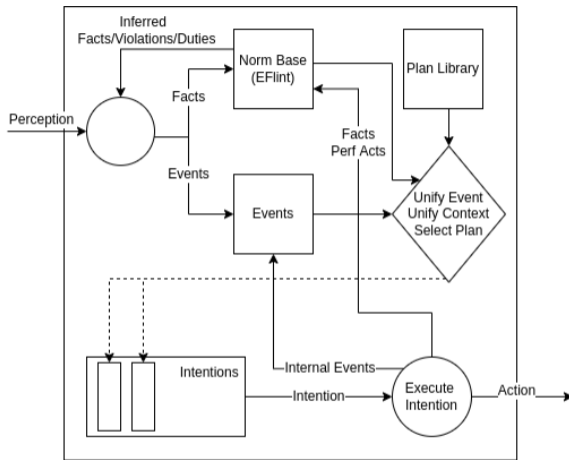 Inferred
Facts/Violations/Duties
Norm Base
(EFlint)
Plan Library
Perception
Facts
Facts
Perf Acts
Events
Events
Unify Event
Unify Context
Select Plan
Intentions
Internal Events
Intention
Execute
Intention
Action